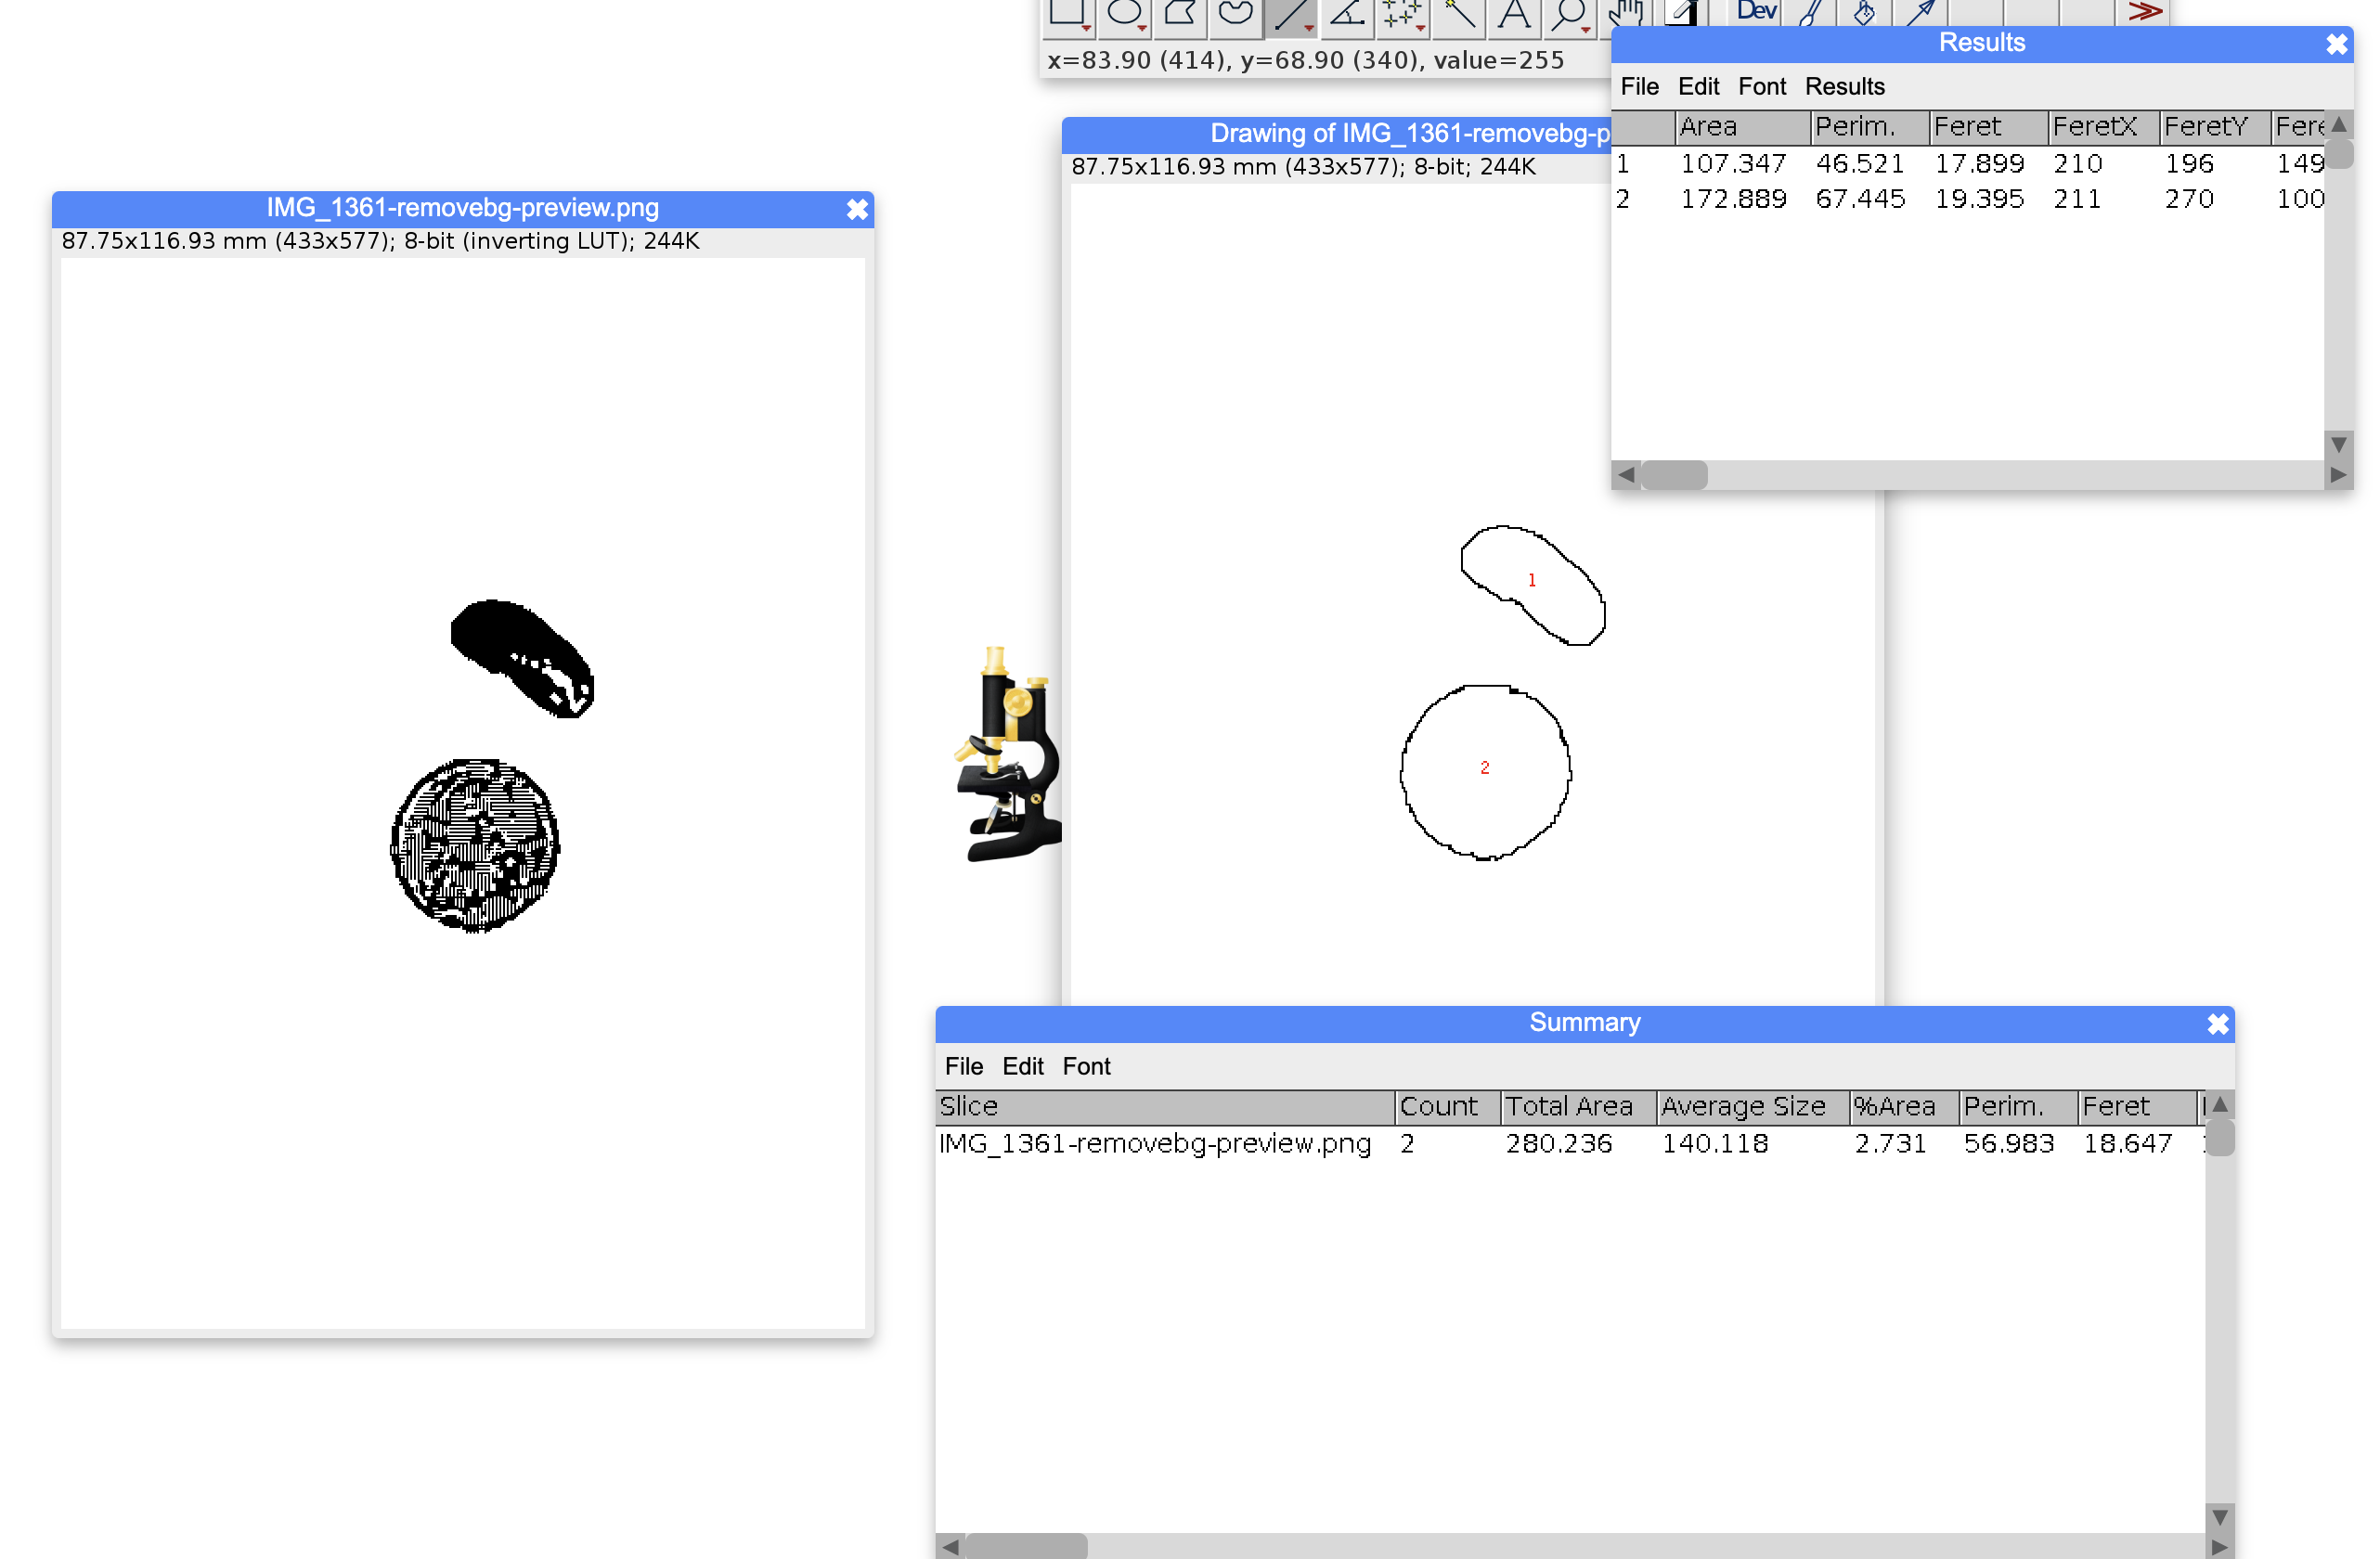 Dev
x=83.90 (414), y=68.90 (340), value=255
Results
File Edit Font Results
Area Perim. Feret FeretX FeretY
1 107.347 46.521 17.899 210 196 149
2 172.889 67.445 19.395 211 270 100
Drawing of IMG_1361-removebg-p
87.75x116.93 mm (433x577); 8-bit; 244K
1
2
IMG_1361-removebg-preview.png
87.75x116.93 mm (433x577); 8-bit (inverting LUT); 244K
Summary
File Edit Font
Slice Count Total Area Average Size %Area Perim. Feret
IMG_1361-removebg-preview.png 2 280.236 140.118 2.731 56.983 18.647